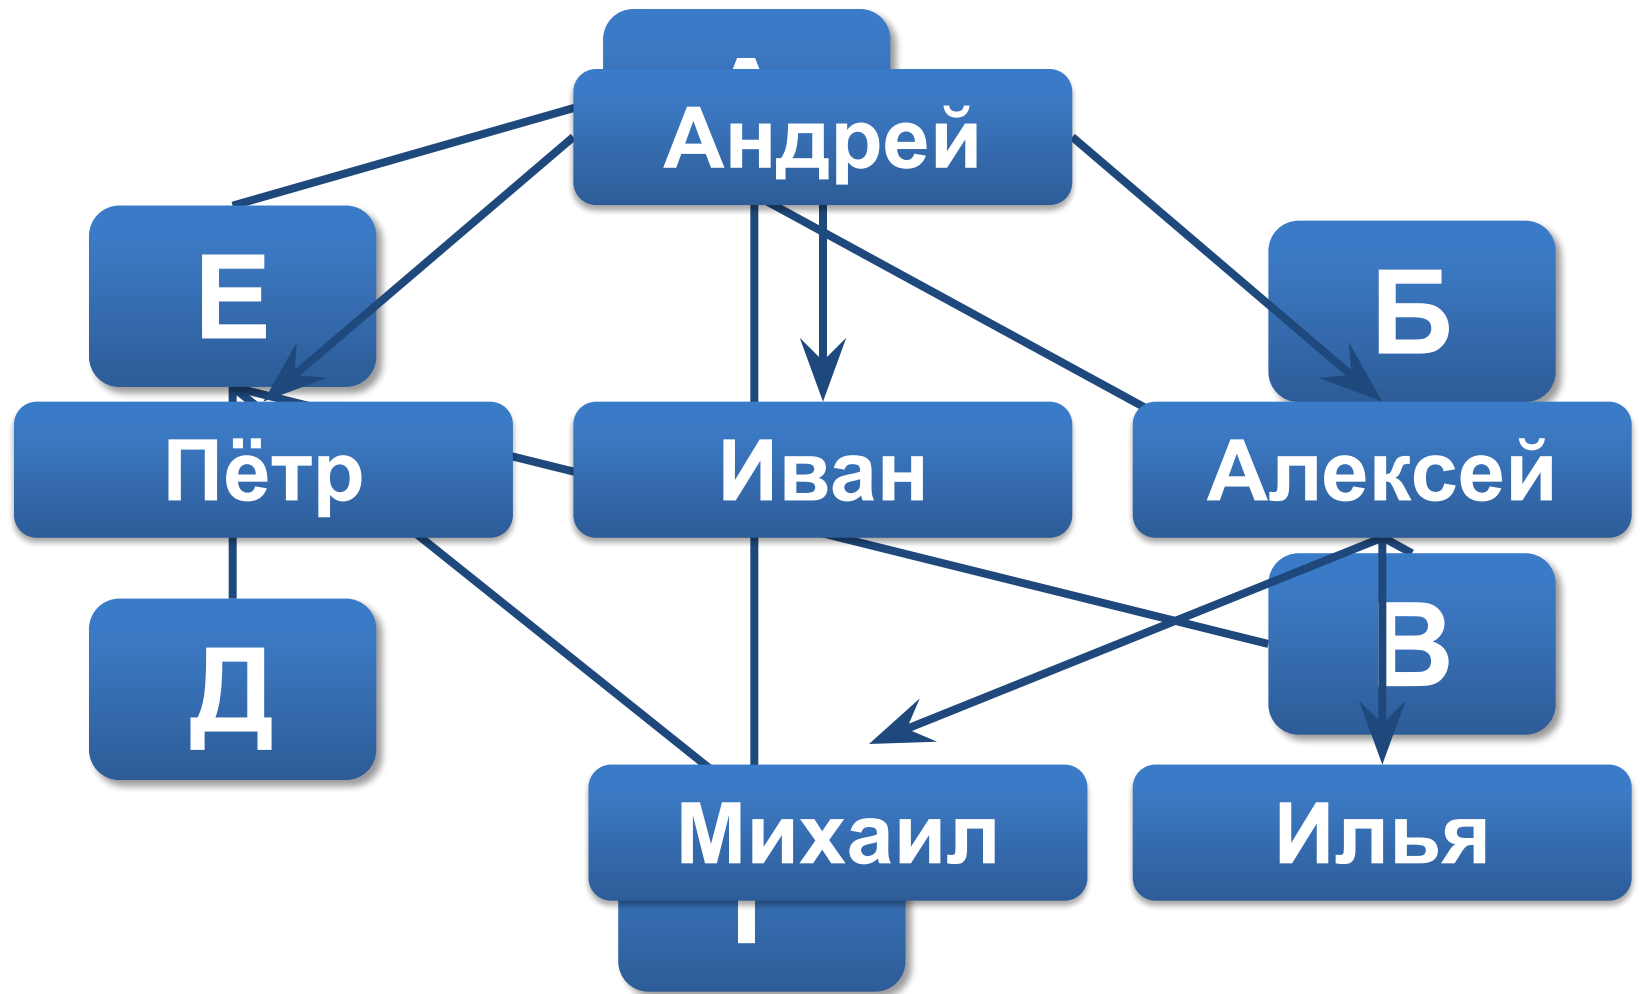 Андрей
Е
Б
Пётр
Иван
Алексей
В
Д
Михаил
Илья